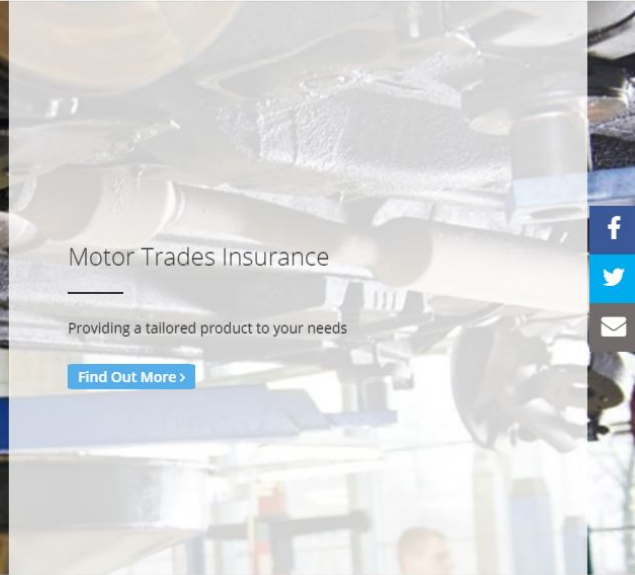 Motor Trades Insurance
Providing a tailored product to your needs
Find Out More >